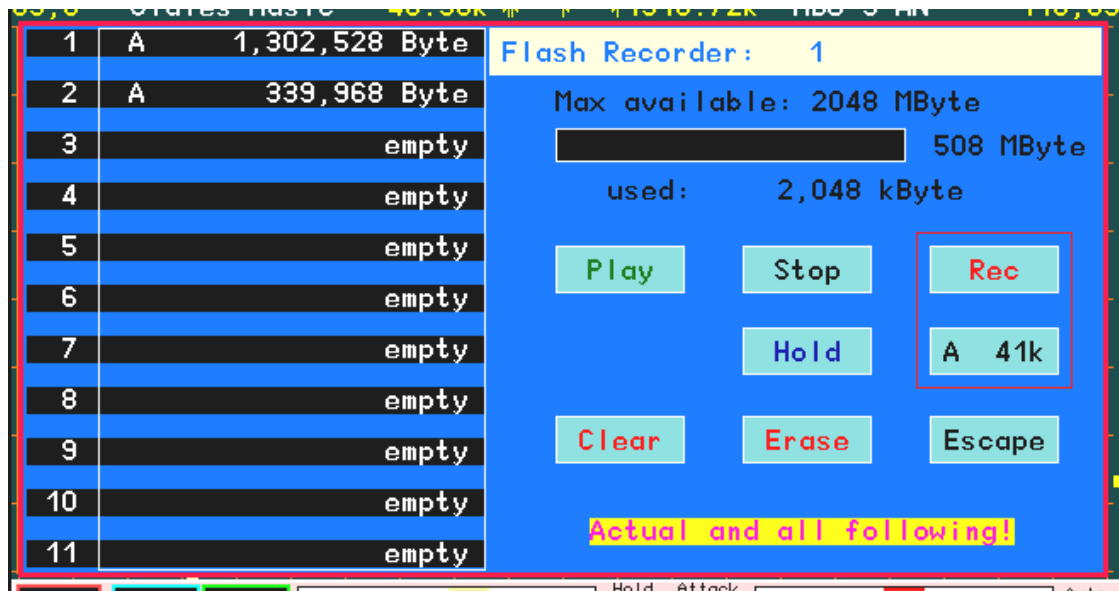 1 A 1,302,528 Byte
2 A 339,968 Byte
3 empty
4 empty
5 empty
6 empty
7 empty
8 empty
9 empty
10 empty
11 empty
Flash Recorder: 1
Max available: 2048 MByte
508 MByte
used: 2,048 kByte
Play Stop Rec
Hold A 41k
Clear Erase Escape
Actual and all following!
Hold Attack